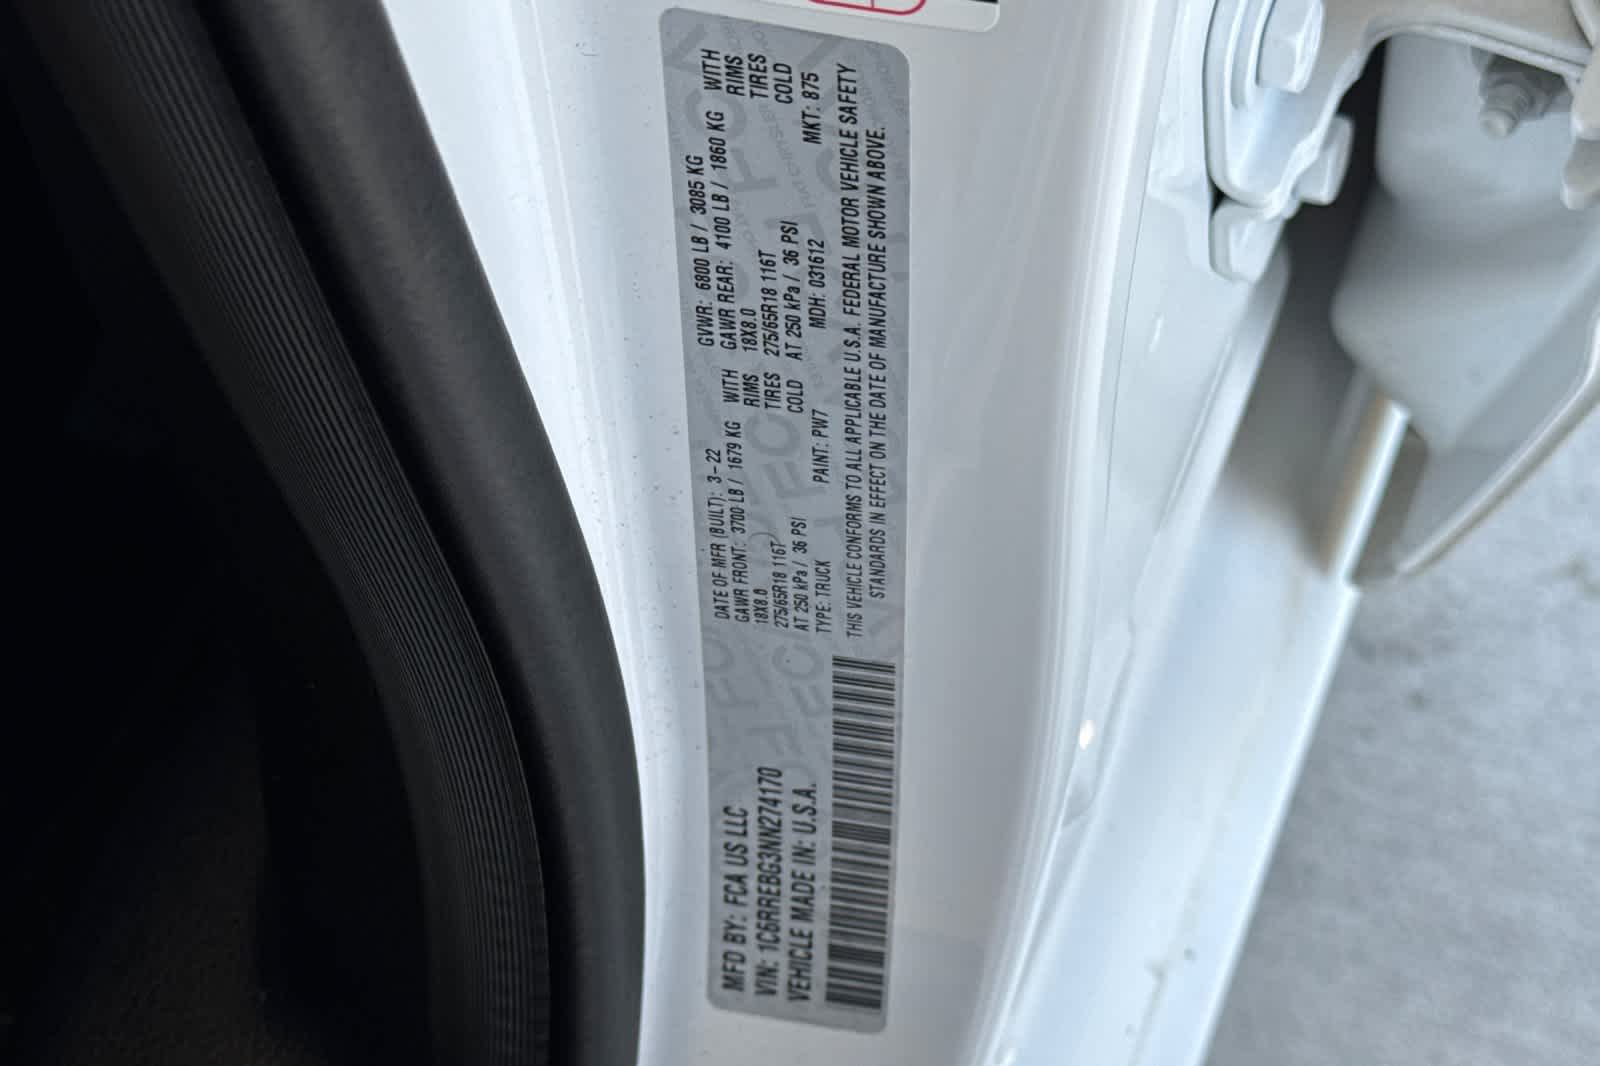 MFD BY: FCA US LLC
VIN: 1C6RREBG3NN274170
VEHICLE MADE IN: U.S.A.
DATE OF MFR (BUILT): 3-22 GVWR: 6800 LB / 3085 KG
GAWR FRONT: 3700 LB / 1679 KG WITH GAWR REAR: 4100 LB / 1860 KG WITH
18X8.0 RIMS 18X8.0 RIMS
275/65R18 116T TIRES 275/65R18 116T TIRES
AT 250 kPa / 36 PSI COLD AT 250 kPa / 36 PSI COLD
TYPE: TRUCK PAINT: PW7 MDH: 031612 MKT: 875
THIS VEHICLE CONFORMS TO ALL APPLICABLE U.S.A. FEDERAL MOTOR VEHICLE SAFETY
STANDARDS IN EFFECT ON THE DATE OF MANUFACTURE SHOWN ABOVE.